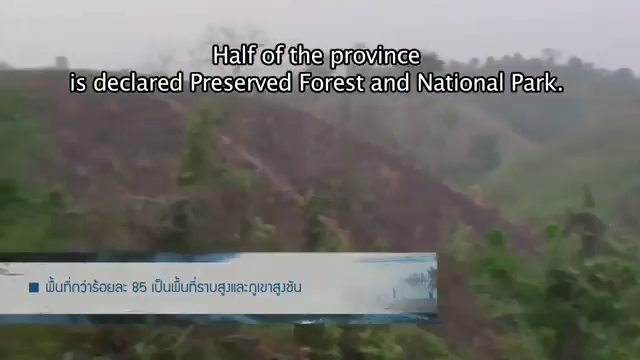 Half of the province
is declared Preserved Forest and National Park.
พื้นที่กว่าร้อยละ 85 เป็นพื้นที่ราบสูงและภูเขาสูงชัน